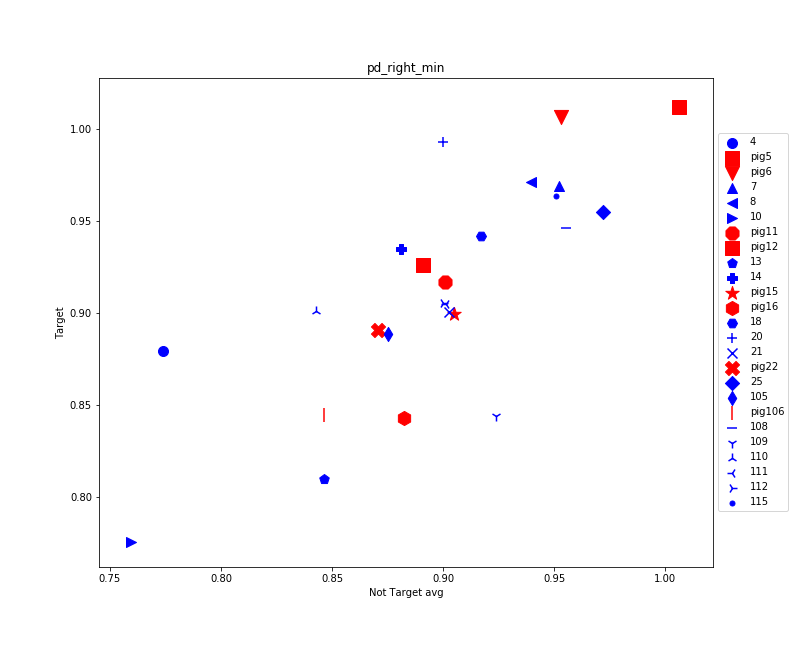 pd_right_min
Target
1.00
0.95
0.90
0.85
0.80
0.75
0.80
0.85
0.90
0.95
1.00
Not Target avg
4
pig5
pig6
7
8
10
pig11
pig12
13
14
pig15
pig16
18
20
21
pig22
25
105
pig106
108
109
110
111
112
115